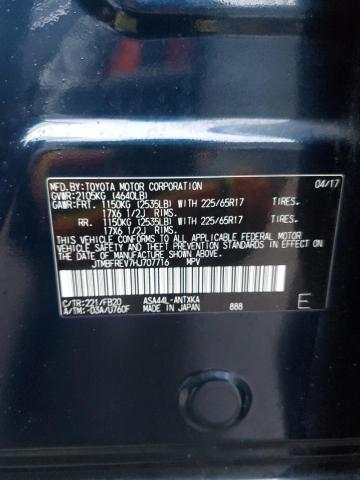 MFD.BY:TOYOTA MOTOR CORPORATION 04/17
GVWR:2105KG (4640LB)
GAWR:FRT. 1150KG (2535LB) WITH 225/65R17 TIRES.
17X6 1/2J RIMS.
RR. 1150KG (2535LB) WITH 225/65R17 TIRES.
17X6 1/2J RIMS.
THIS VEHICLE CONFORMS TO ALL APPLICABLE FEDERAL MOTOR
VEHICLE SAFETY AND THEFT PREVENTION STANDARDS IN EFFECT ON
THE DATE OF MANUFACTURE SHOWN ABOVE.
JTMBFREV7HJ707716 MPV
C/TR:221/FB20 ASA44L-ANTXKA
A/TM:-03A/U760F MADE IN JAPAN 888 E